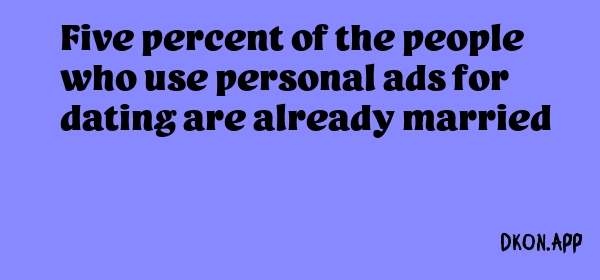 Five percent of the people
who use personal ads for
dating are already married
DKON.APP